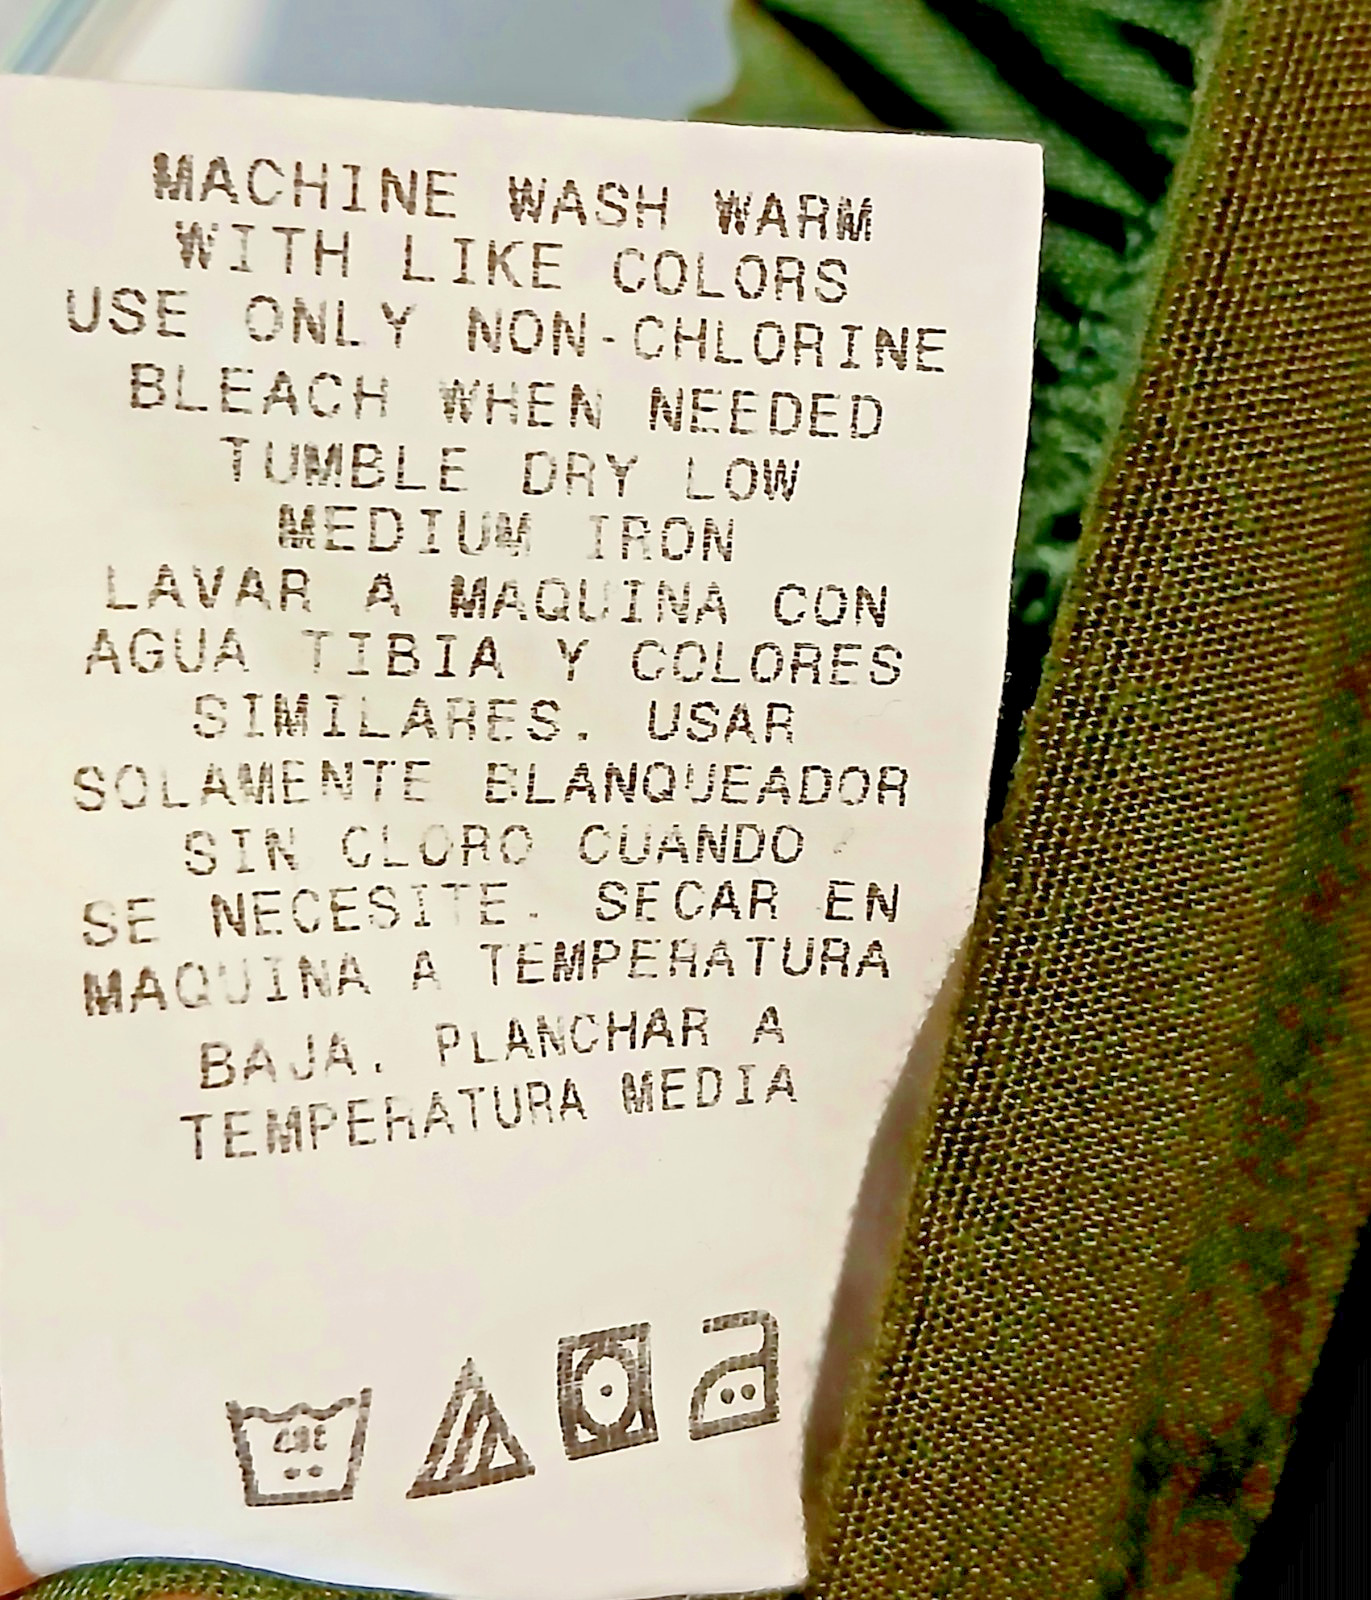 MACHINE WASH WARM
WITH LIKE COLORS
USE ONLY NON-CHLORINE
BLEACH WHEN NEEDED
TUMBLE DRY LOW
MEDIUM IRON
LAVAR A MAQUINA CON
AGUA TIBIA Y COLORES
SIMILARES. USAR
SOLAMENTE BLANQUEADOR
SIN CLORO CUANDO
SE NECESITE. SECAR EN
MAQUINA A TEMPERATURA
BAJA. PLANCHAR A
TEMPERATURA MEDIA